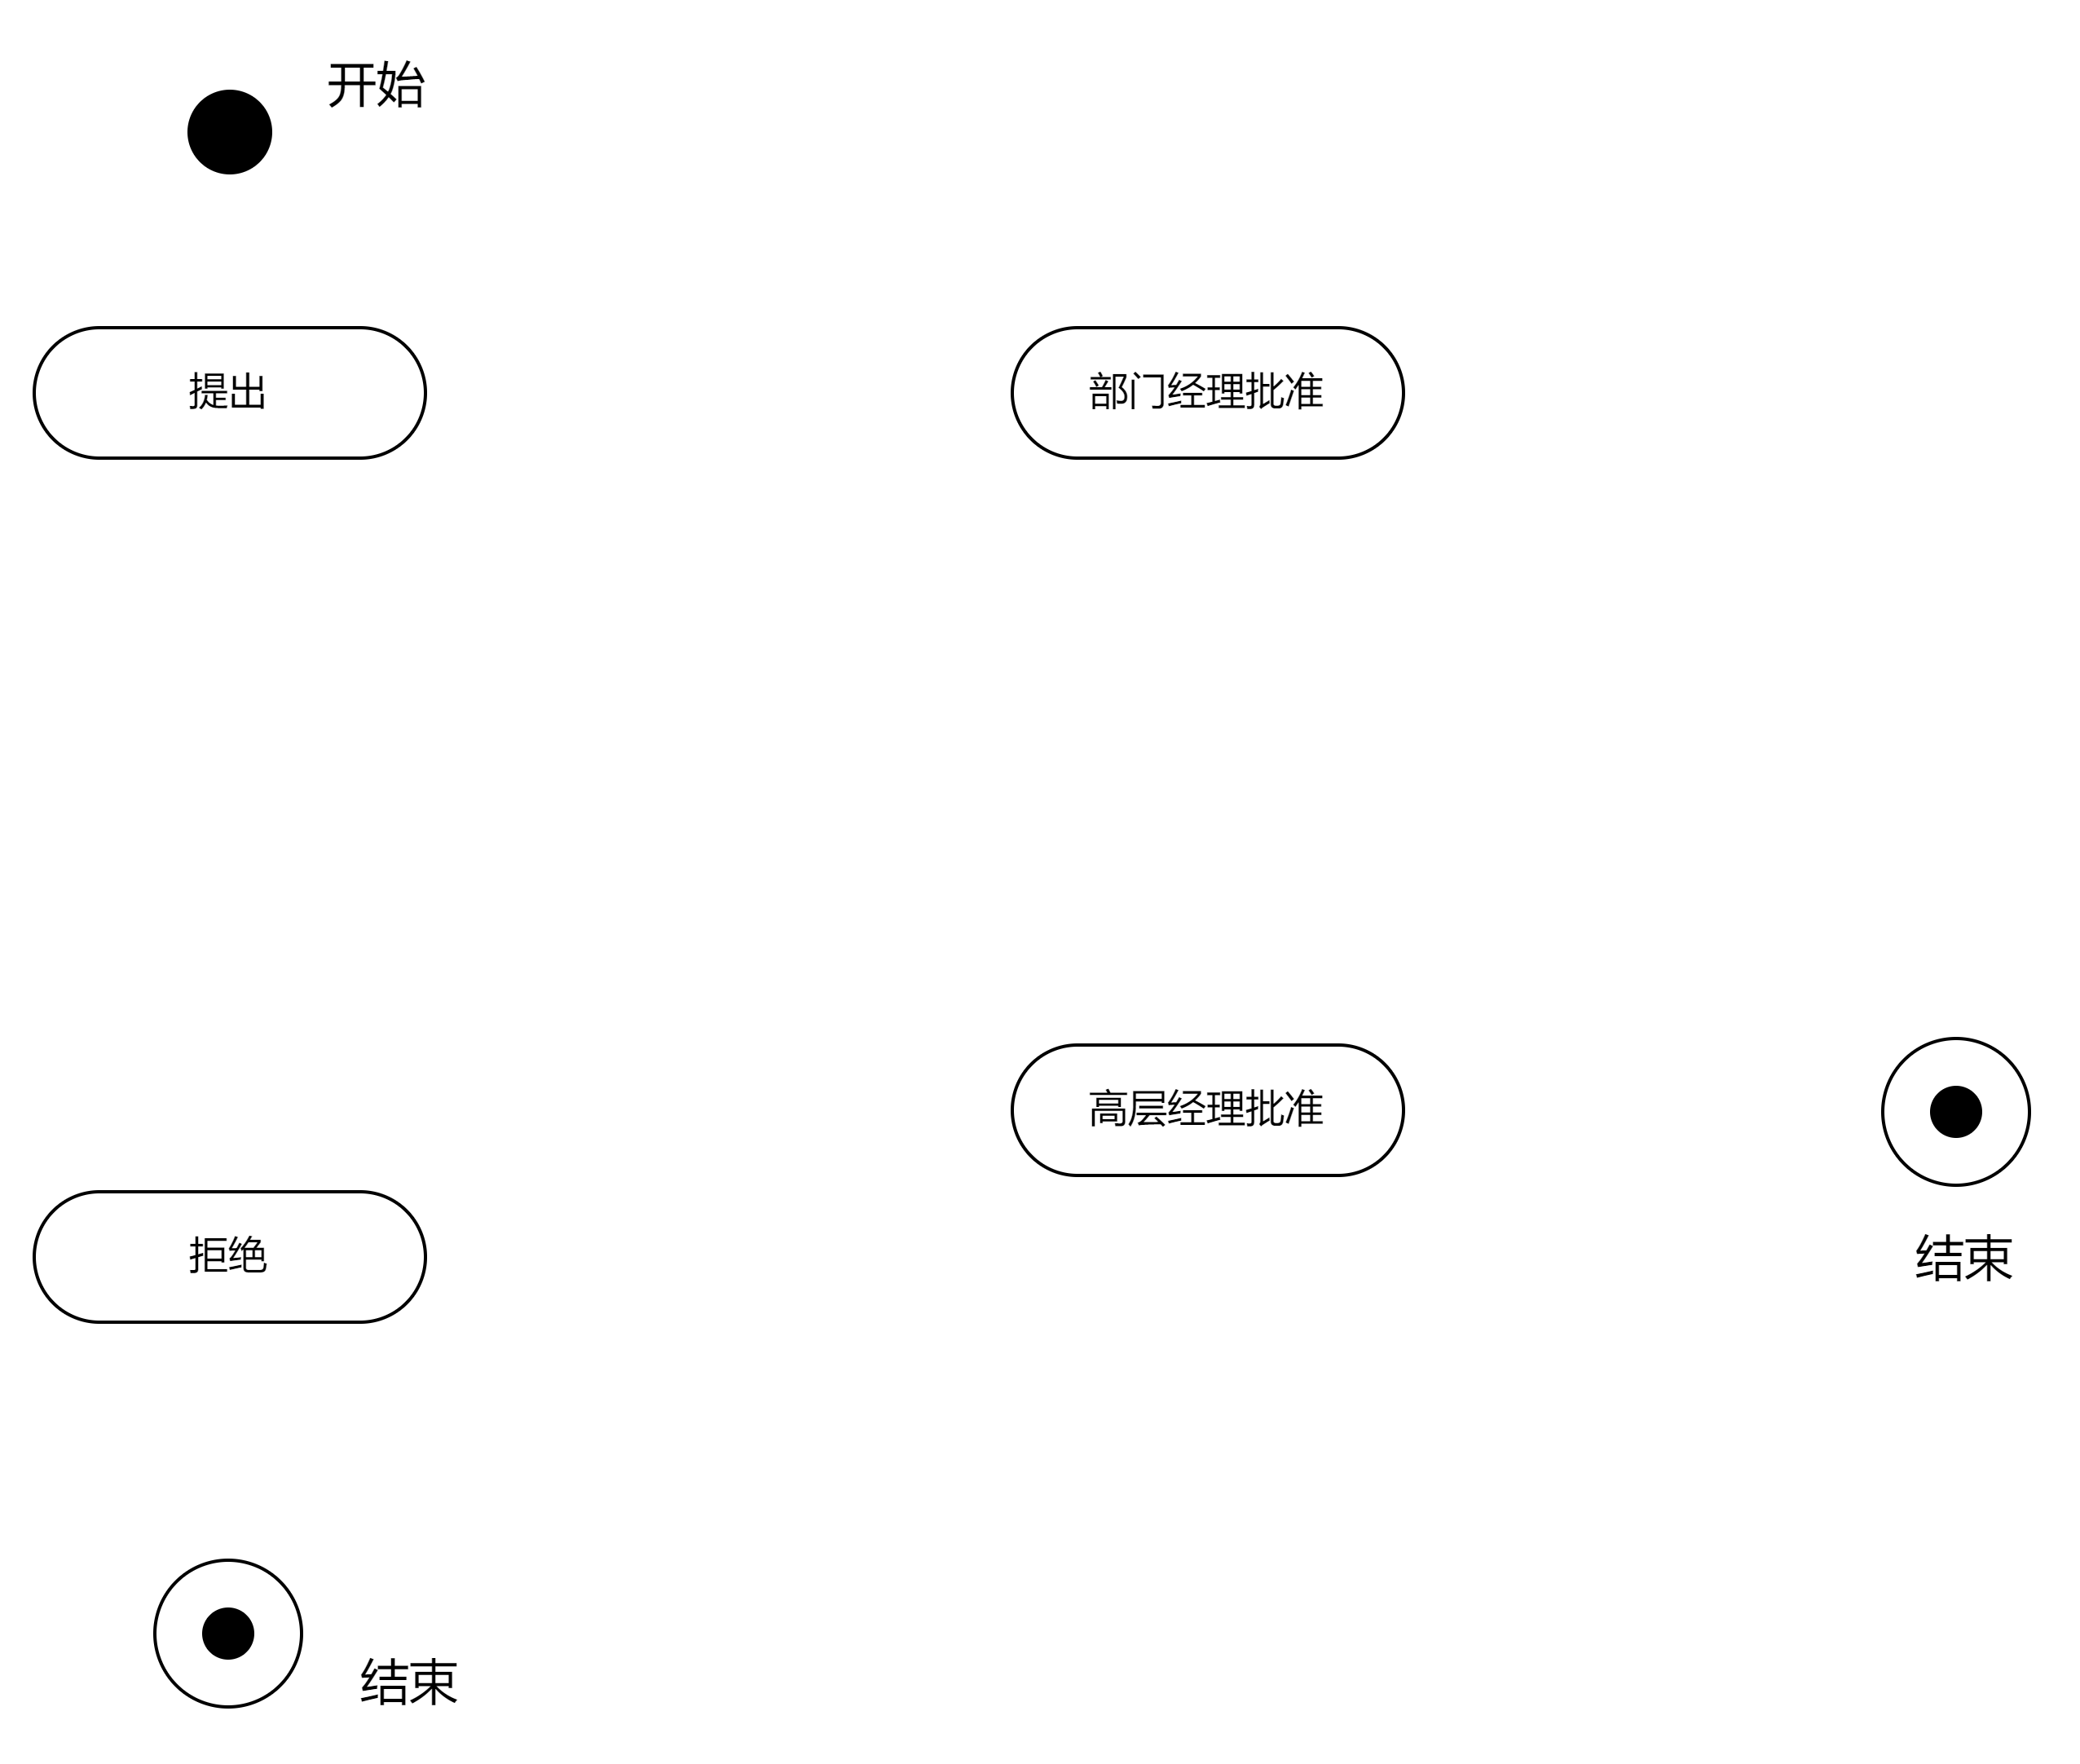 开始
提出
部门经理批准
高层经理批准
拒绝
结束
结束